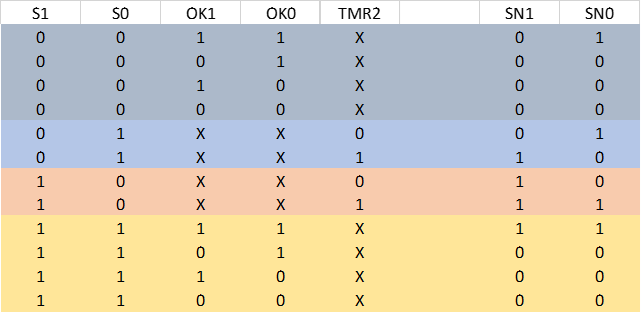 S1 S0 OK1 OK0 TMR2 SN1 SN0
0 0 1 1 X 0 1
0 0 0 1 X 0 0
0 0 1 0 X 0 0
0 0 0 0 X 0 0
0 1 X X 0 0 1
0 1 X X 1 1 0
1 0 X X 0 1 0
1 0 X X 1 1 1
1 1 1 1 X 1 1
1 1 0 1 X 0 0
1 1 1 0 X 0 0
1 1 0 0 X 0 0